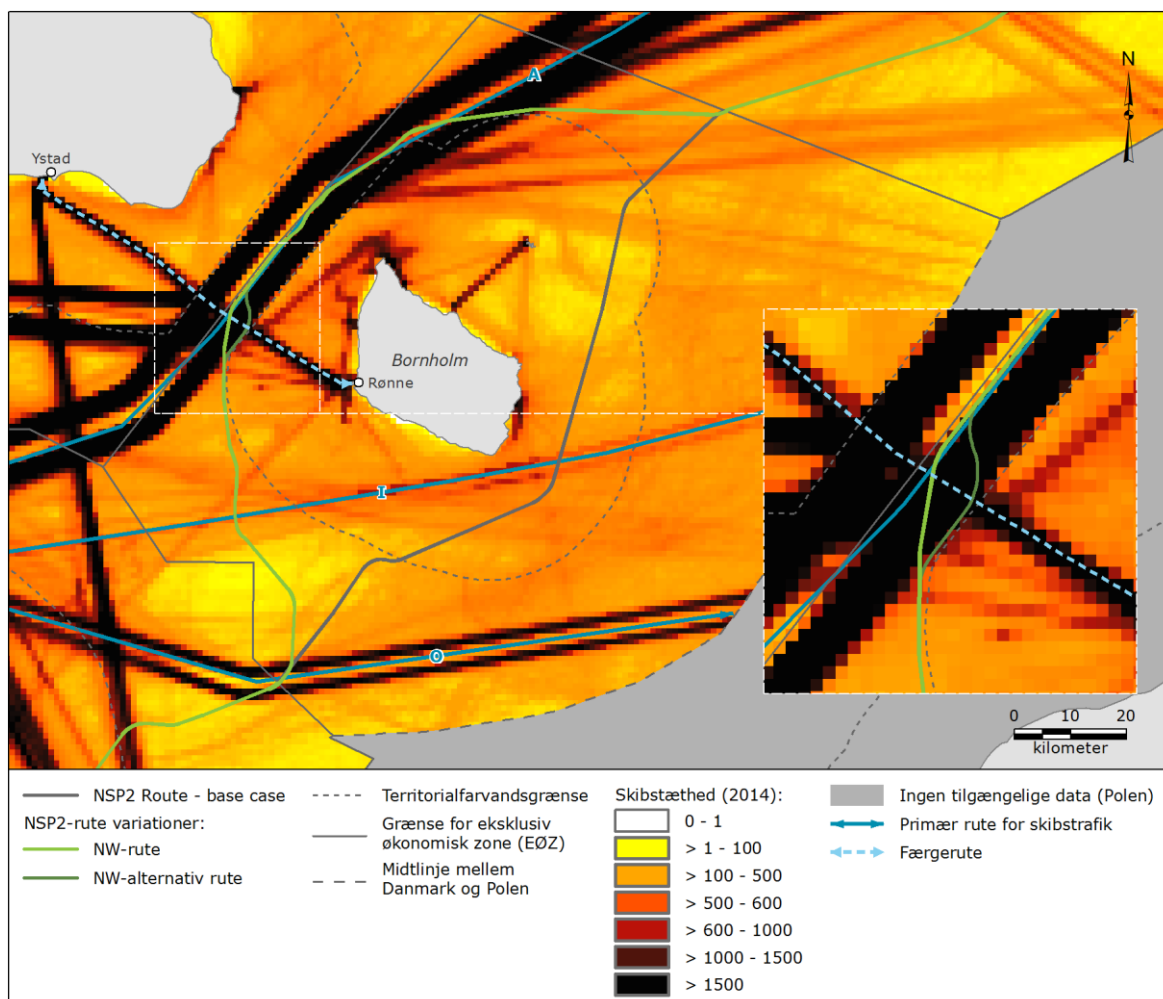 N
A
Ystad
Bornholm
Rønne
I
C
0 10 20
kilometer
NSP2 Route - base case
NSP2-rute variationer:
NW-rute
NW-alternativ rute
Territorialfarvandsgrænse
Grænse for eksklusiv
økonomisk zone (EØZ)
Midtlinje mellem
Danmark og Polen
Skibstæthed (2014):
0 - 1
> 1 - 100
> 100 - 500
> 500 - 600
> 600 - 1000
> 1000 - 1500
> 1500
Ingen tilgængelige data (Polen)
Primær rute for skibstrafik
Færgerute